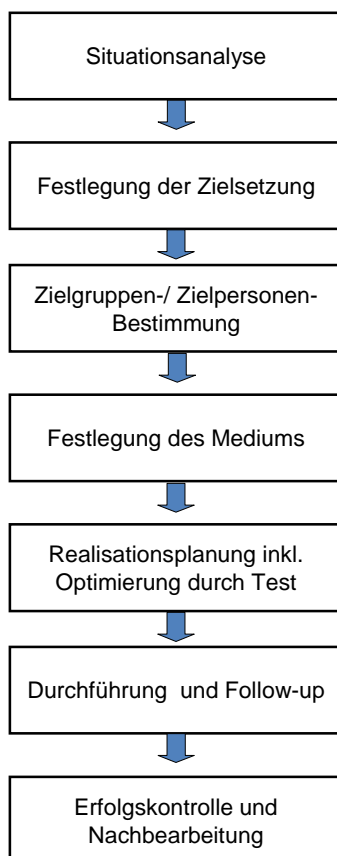 Situationsanalyse
Festlegung der Zielsetzung
Zielgruppen-/ Zielpersonen-
Bestimmung
Festlegung des Mediums
Realisationsplanung inkl.
Optimierung durch Test
Durchführung und Follow-up
Erfolgskontrolle und
Nachbearbeitung